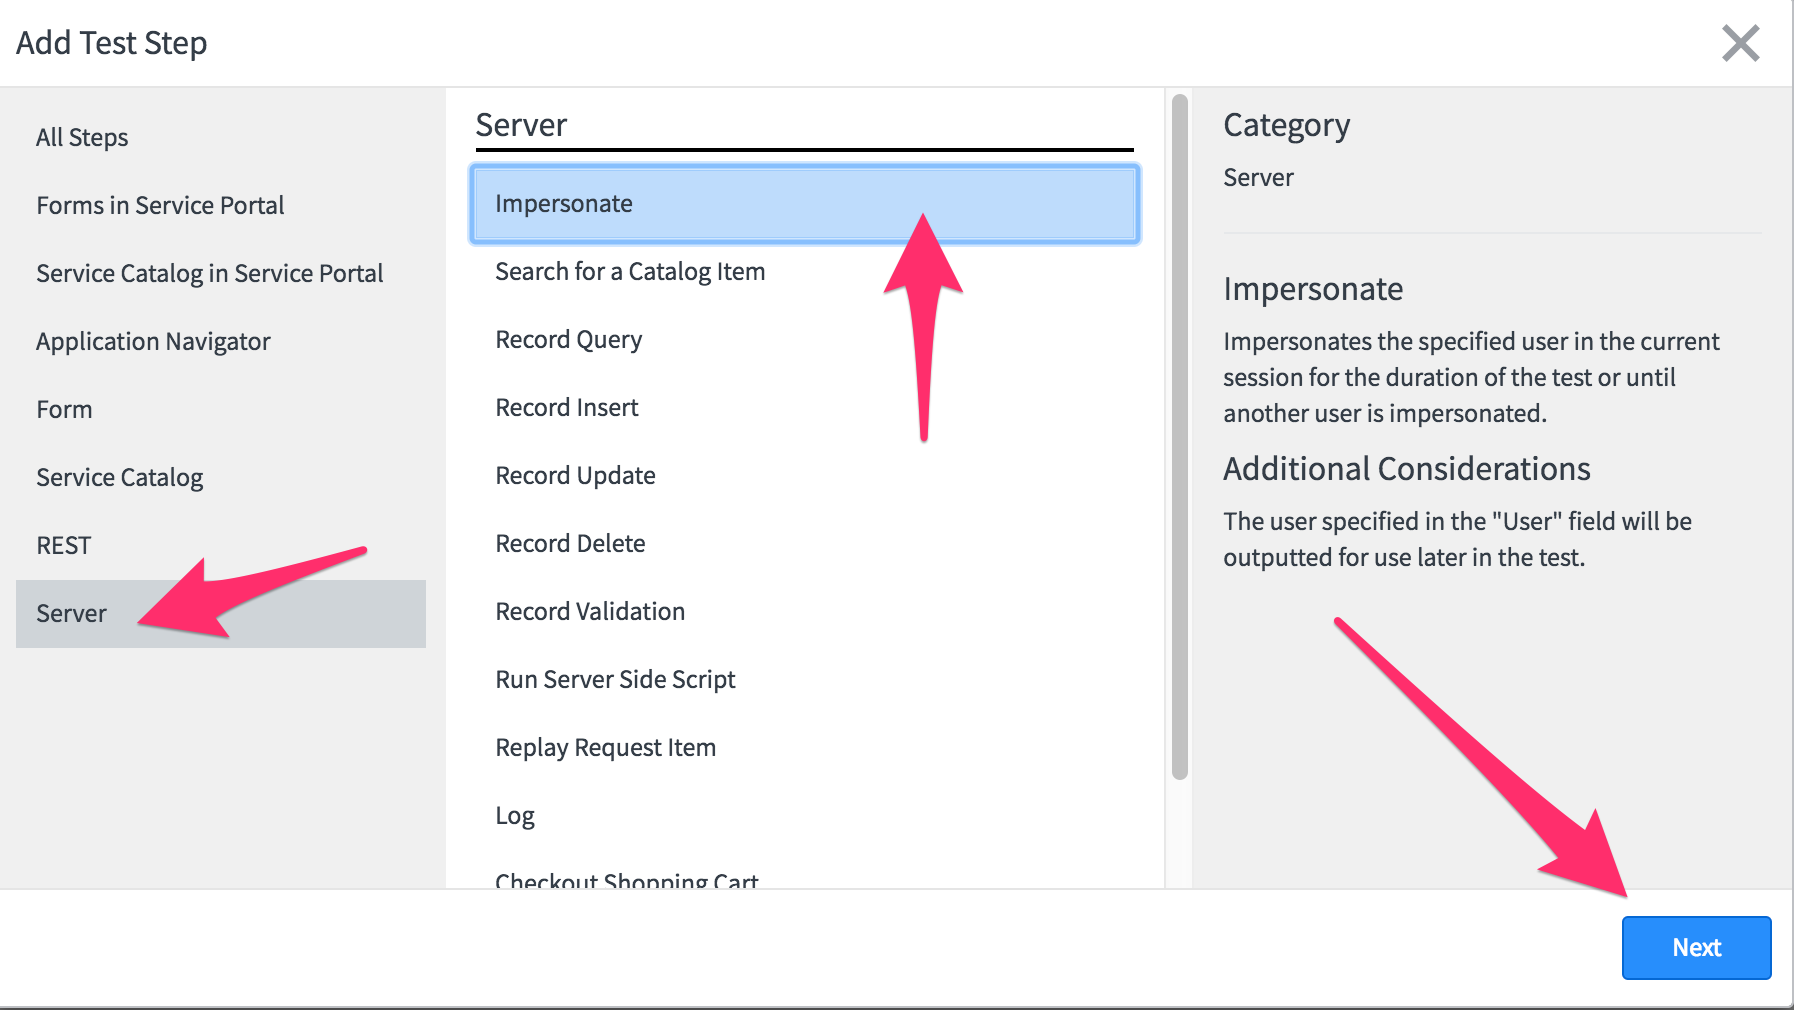 Add Test Step
All Steps
Forms in Service Portal
Service Catalog in Service Portal
Application Navigator
Form
Service Catalog
REST
Server
Server
Impersonate
Search for a Catalog Item
Record Query
Record Insert
Record Update
Record Delete
Record Validation
Run Server Side Script
Replay Request Item
Log
Checkout Shopping Cart
Category
Server
Impersonate
Impersonates the specified user in the current
session for the duration of the test or until
another user is impersonated.
Additional Considerations
The user specified in the "User" field will be
outputted for use later in the test.
Next